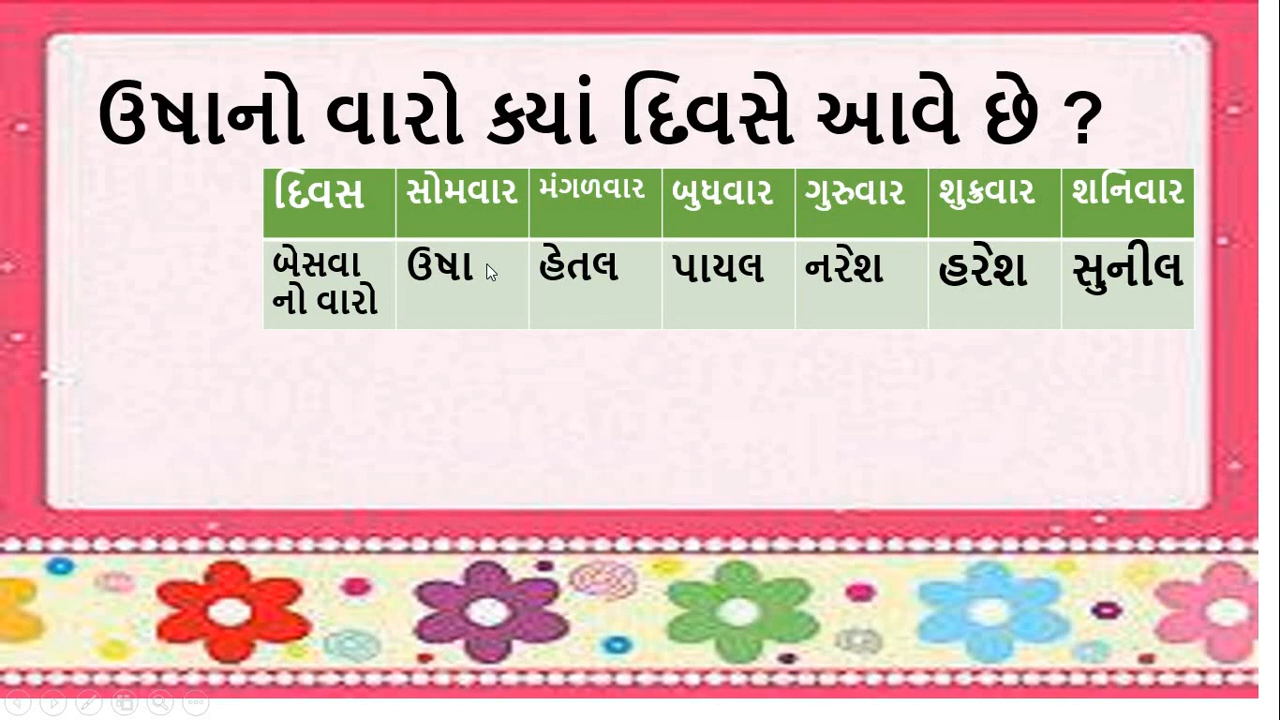 ઉષાનો વારો ક્યાં દિવસે આવે છે ?
દિવસ સોમવાર મંગળવાર બુધવાર ગુરુવાર શુક્રવાર શનિવાર
બેસવા ઉષા હેતલ પાયલ નરેશ હરેશ સુનીલ
નો વારો